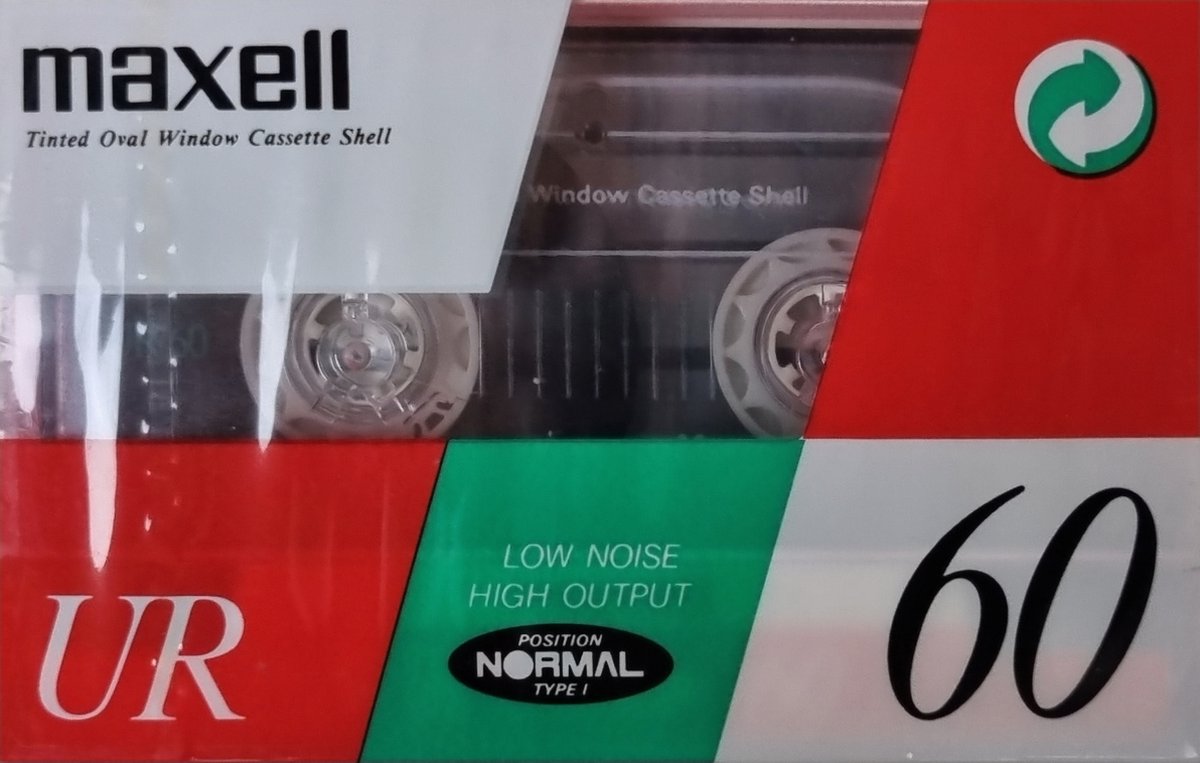 maxell
Tinted Oval Window Cassette Shell
Window Cassette Shell
UR
LOW NOISE
HIGH OUTPUT
POSITION
NORMAL
TYPE I
60